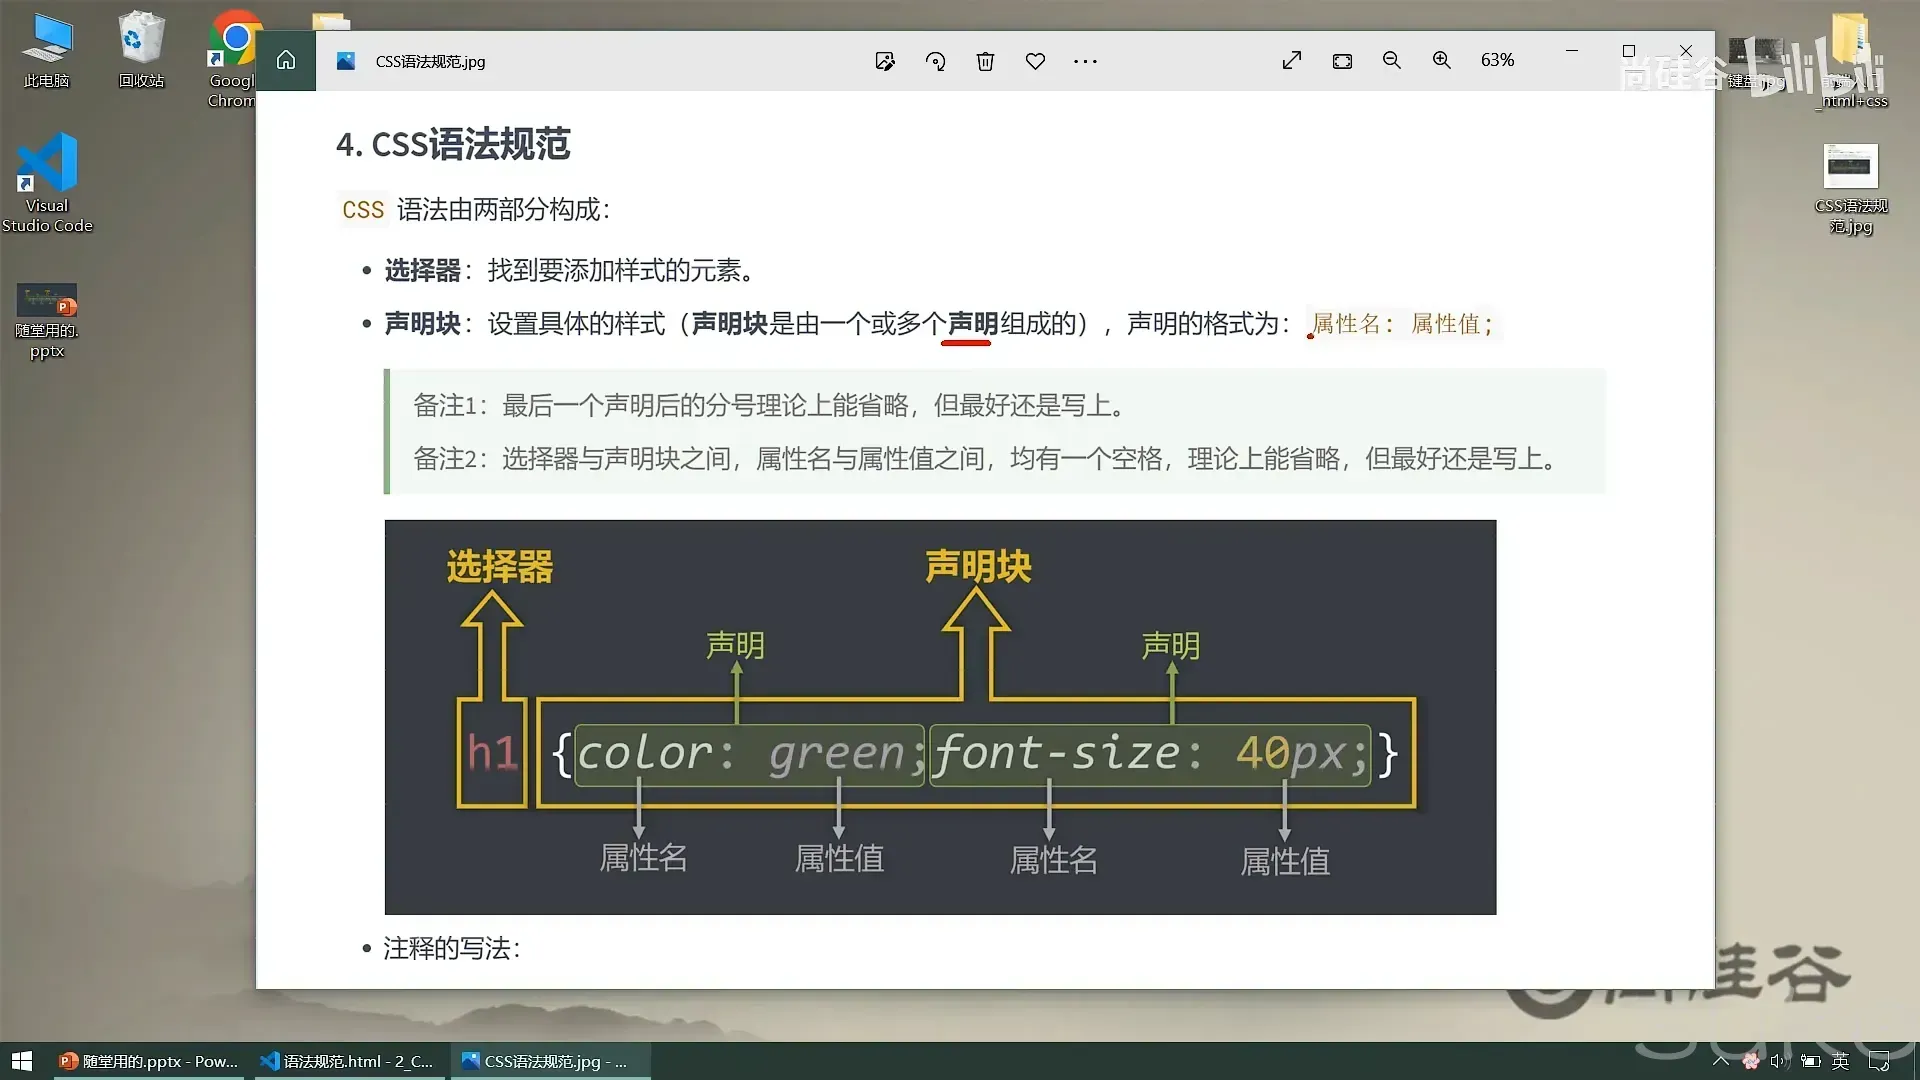 此电脑
回收站
Googl
Chrom
Visual
Studio Code
随堂用的.
pptx
CSS语法规范.jpg
63%
尚硅谷
bilibili
键盘.jpg
_html+css
CSS语法规
范.jpg
4. CSS语法规范
CSS 语法由两部分构成：
• 选择器：找到要添加样式的元素。
• 声明块：设置具体的样式（声明块是由一个或多个声明组成的），声明的格式为：属性名： 属性值；
备注1：最后一个声明后的分号理论上能省略，但最好还是写上。
备注2：选择器与声明块之间，属性名与属性值之间，均有一个空格，理论上能省略，但最好还是写上。
选择器
声明块
声明
声明
h1 {color: green;font-size: 40px;}
属性名
属性值
属性名
属性值
• 注释的写法：
硅谷
随堂用的.pptx - Pow...
语法规范.html - 2_C...
CSS语法规范.jpg - ...
英